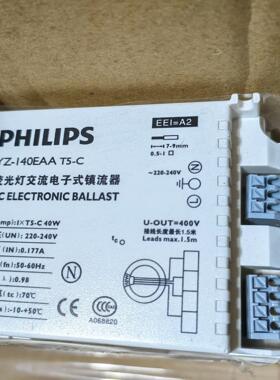 EEI=A2
PHILIPS
YZ-140EAA T5-C
7-9mm
0.5-1
~220-240V
荧光灯交流电子式镇流器
C ELECTRONIC BALLAST
1×T5-C 40W
U-OUT=400V
(UN): 220-240V
接线长度最长1.5米
Leads max.1.5m
(IN): 0.177A
tc
50-60Hz
0.98
(tc):70℃
-10~+50℃
A068820